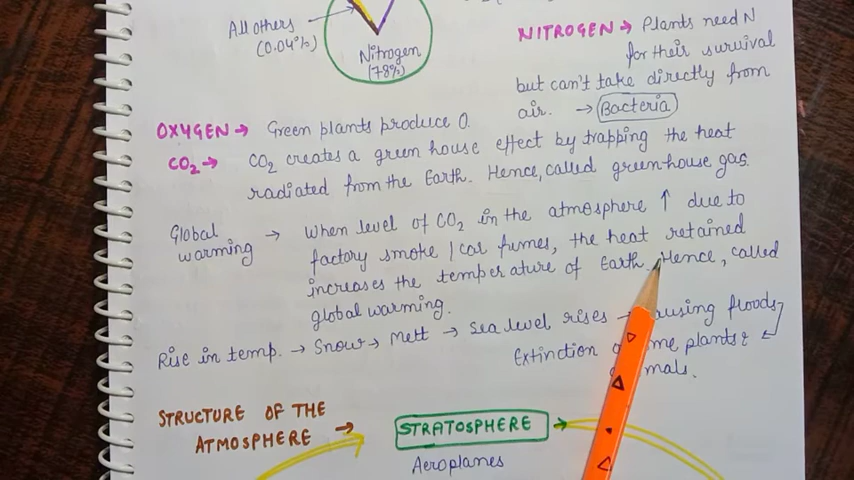 All others
(0.04%)
Nitrogen
(78%)
NITROGEN → Plants need N
for their survival
but can't take directly from
air. → Bacteria
OXYGEN → Green plants produce O.
CO2 → CO2 creates a green house effect by trapping the heat
radiated from the Earth. Hence, called greenhouse gas.
Global warming → When level of CO2 in the atmosphere ↑ due to
factory smoke / car fumes, the heat retained
increases the temperature of Earth. Hence, called
global warming.
Rise in temp. → Snow → Melt → Sea level rises → causing floods
Extinction of some plants &
STRUCTURE OF THE
ATMOSPHERE →
STRATOSPHERE →
Aeroplanes